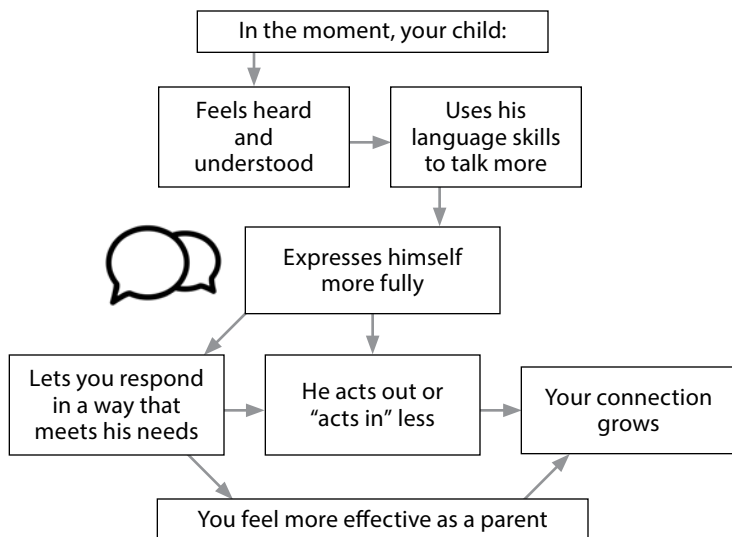 In the moment, your child:
Feels heard
and
understood
Uses his
language skills
to talk more
Expresses himself
more fully
Lets you respond
in a way that
meets his needs
He acts out or
“acts in” less
Your connection
grows
You feel more effective as a parent